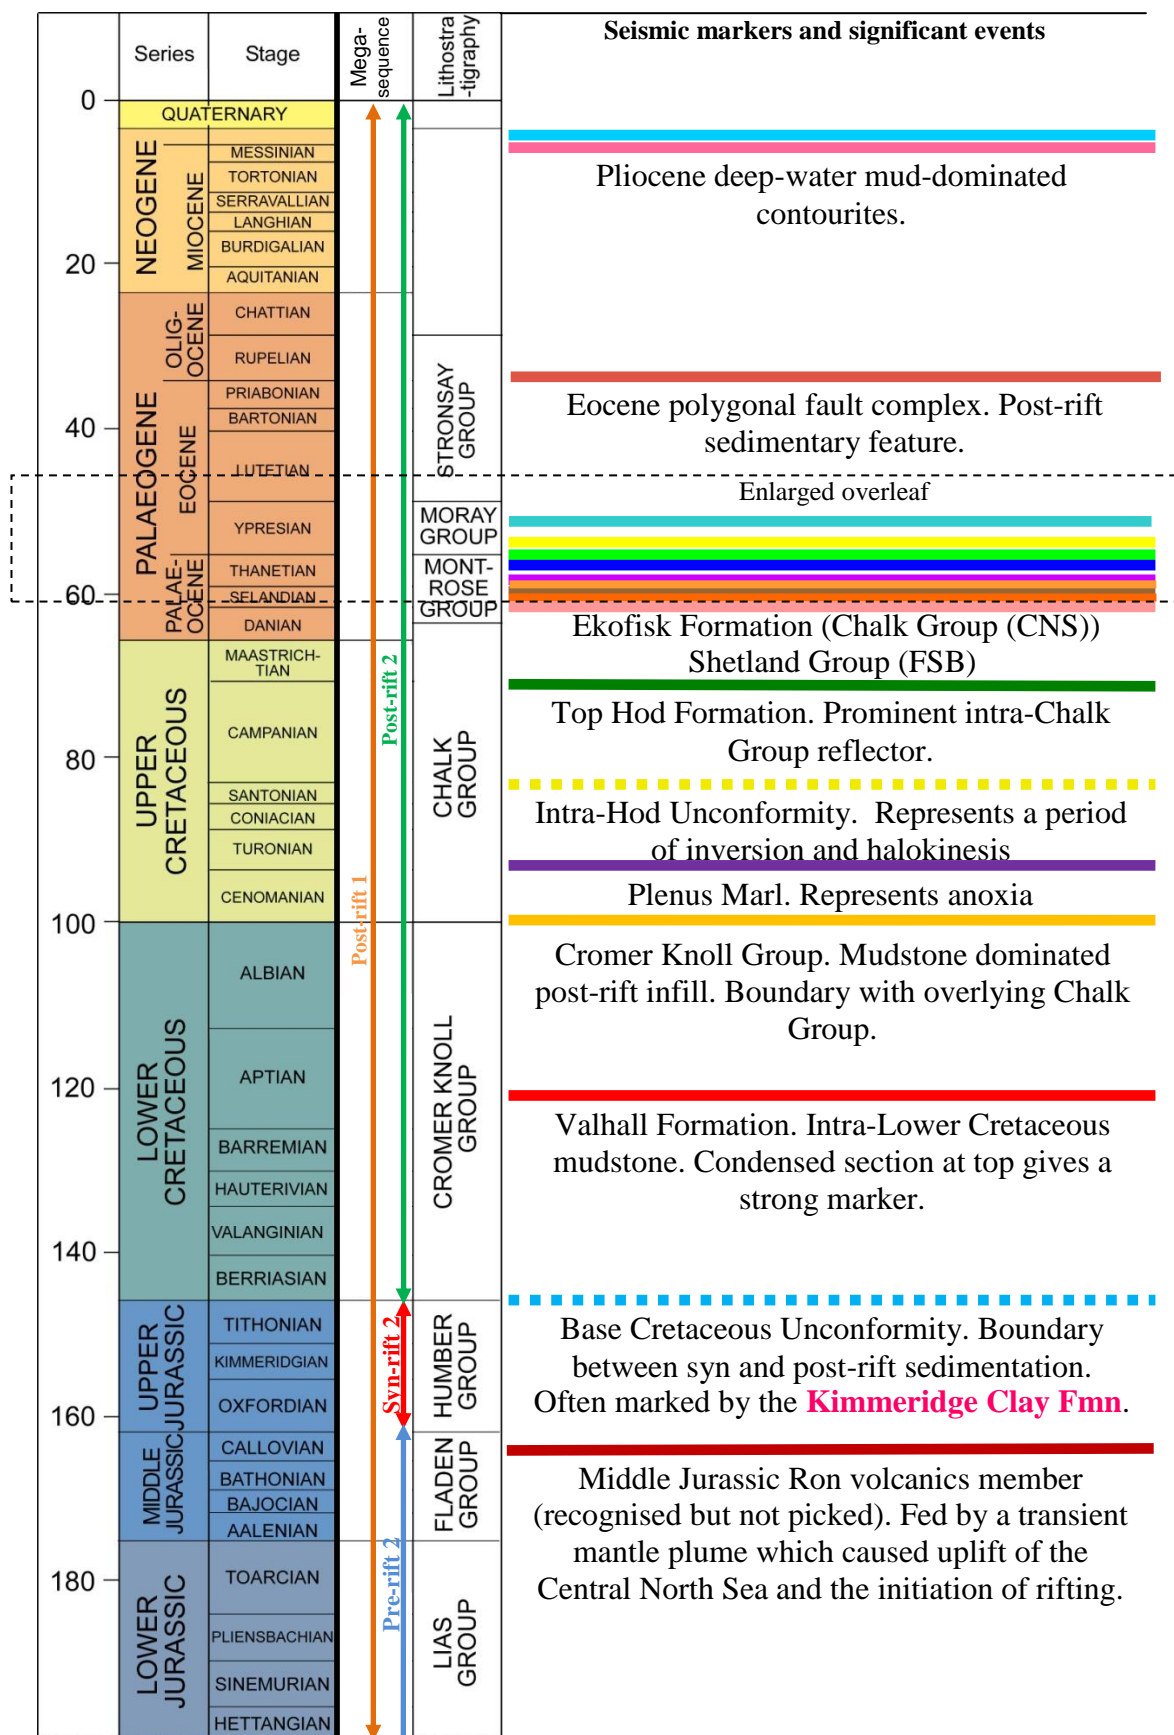 Series
Stage
Mega-
sequence
Lithostra
-tigraphy
Seismic markers and significant events
0
20
40
60
80
100
120
140
160
180
QUATERNARY
NEOGENE
MIOCENE
MESSINIAN
TORTONIAN
SERRAVALLIAN
LANGHIAN
BURDIGALIAN
AQUITANIAN
PALAEOGENE
OLIG-
OCENE
CHATTIAN
RUPELIAN
EOCENE
PRIABONIAN
BARTONIAN
LUTETIAN
YPRESIAN
PALAE-
OCENE
THANETIAN
SELANDIAN
DANIAN
UPPER
CRETACEOUS
MAASTRICH-
TIAN
CAMPANIAN
SANTONIAN
CONIACIAN
TURONIAN
CENOMANIAN
LOWER
CRETACEOUS
ALBIAN
APTIAN
BARREMIAN
HAUTERIVIAN
VALANGINIAN
BERRIASIAN
UPPER
JURASSIC
TITHONIAN
KIMMERIDGIAN
OXFORDIAN
MIDDLE
JURASSIC
CALLOVIAN
BATHONIAN
BAJOCIAN
AALENIAN
LOWER
JURASSIC
TOARCIAN
PLIENSBACHIAN
SINEMURIAN
HETTANGIAN
Post-rift 1
Post-rift 2
Syn-rift 2
Pre-rift 2
STRONSAY
GROUP
MORAY
GROUP
MONT-
ROSE
GROUP
CHALK
GROUP
CROMER KNOLL
GROUP
HUMBER
GROUP
FLADEN
GROUP
LIAS
GROUP
Pliocene deep-water mud-dominated
contourites.
Eocene polygonal fault complex. Post-rift
sedimentary feature.
Enlarged overleaf
Ekofisk Formation (Chalk Group (CNS))
Shetland Group (FSB)
Top Hod Formation. Prominent intra-Chalk
Group reflector.
Intra-Hod Unconformity. Represents a period
of inversion and halokinesis
Plenus Marl. Represents anoxia
Cromer Knoll Group. Mudstone dominated
post-rift infill. Boundary with overlying Chalk
Group.
Valhall Formation. Intra-Lower Cretaceous
mudstone. Condensed section at top gives a
strong marker.
Base Cretaceous Unconformity. Boundary
between syn and post-rift sedimentation.
Often marked by the Kimmeridge Clay Fmn.
Middle Jurassic Ron volcanics member
(recognised but not picked). Fed by a transient
mantle plume which caused uplift of the
Central North Sea and the initiation of rifting.